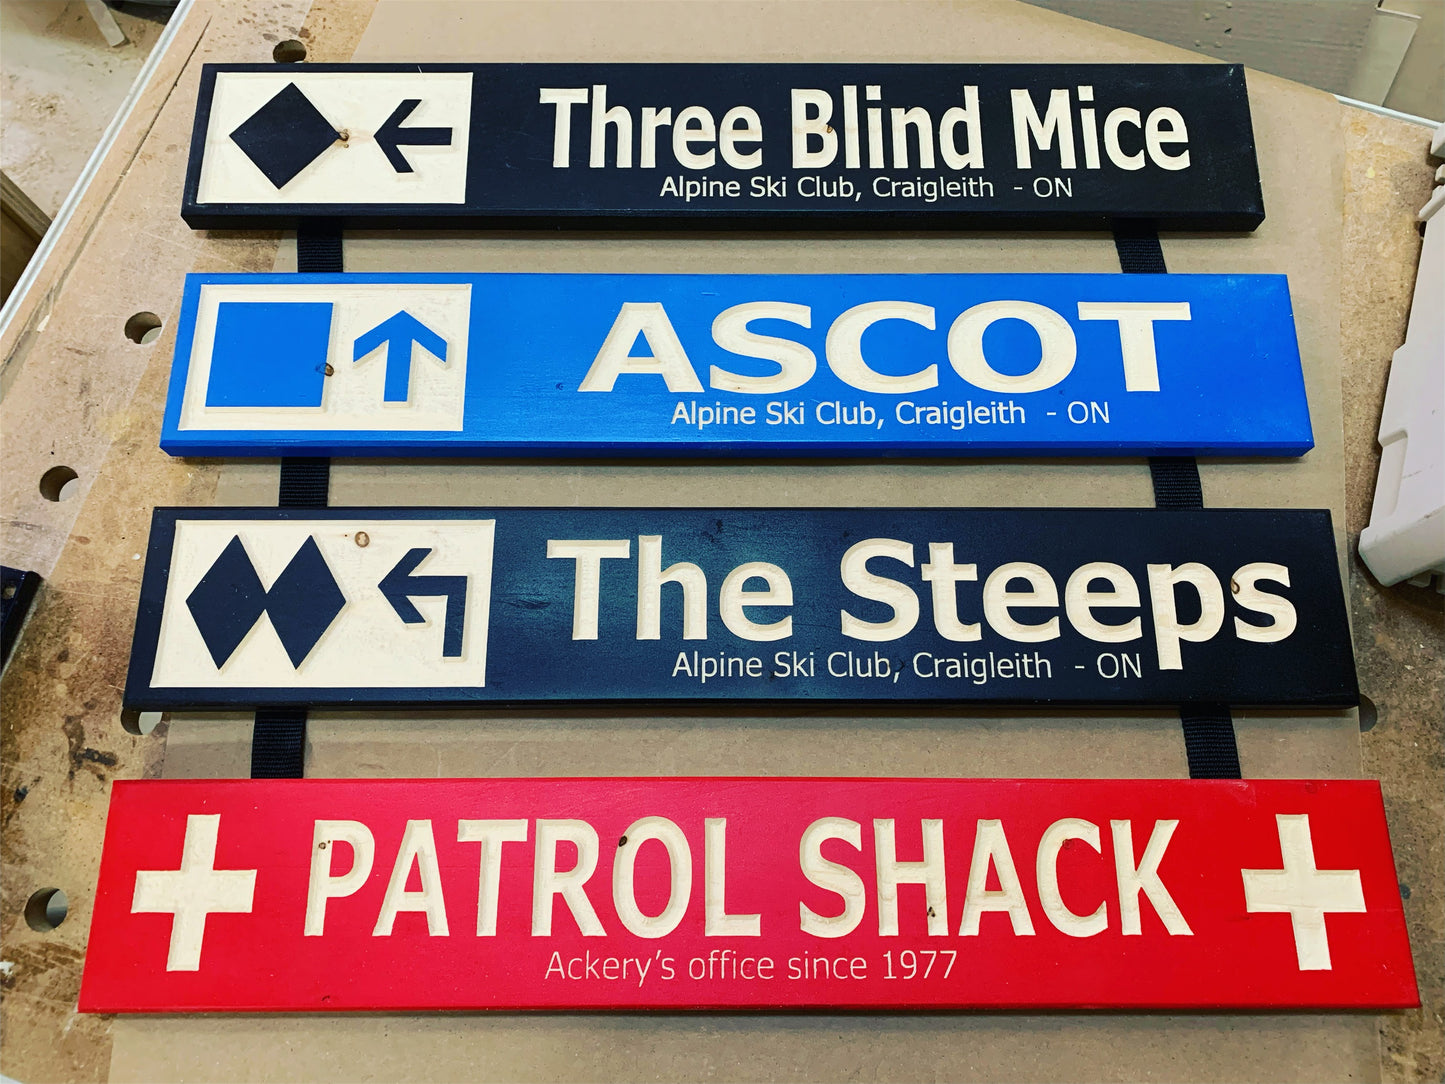 Three Blind Mice
Alpine Ski Club, Craigleith - ON
ASCOT
Alpine Ski Club, Craigleith - ON
The Steeps
Alpine Ski Club, Craigleith - ON
PATROL SHACK
Ackery's office since 1977